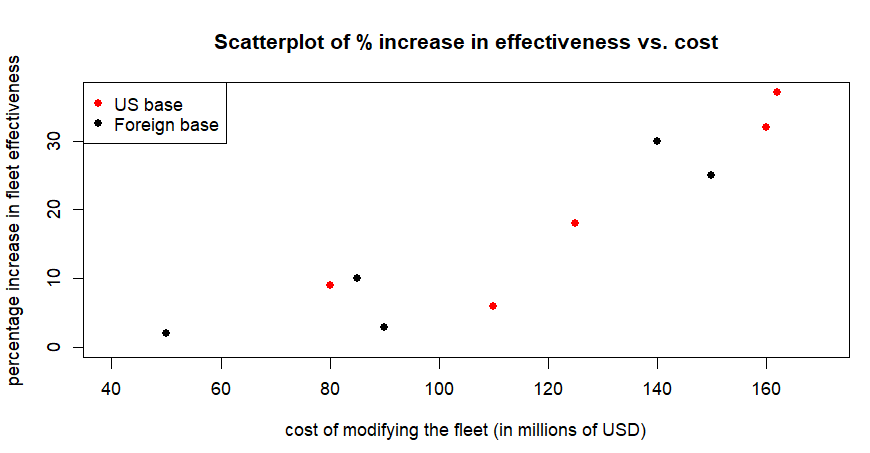 Scatterplot of % increase in effectiveness vs. cost
percentage increase in fleet effectiveness
US base
Foreign base
30
20
10
0
40 60 80 100 120 140 160
cost of modifying the fleet (in millions of USD)